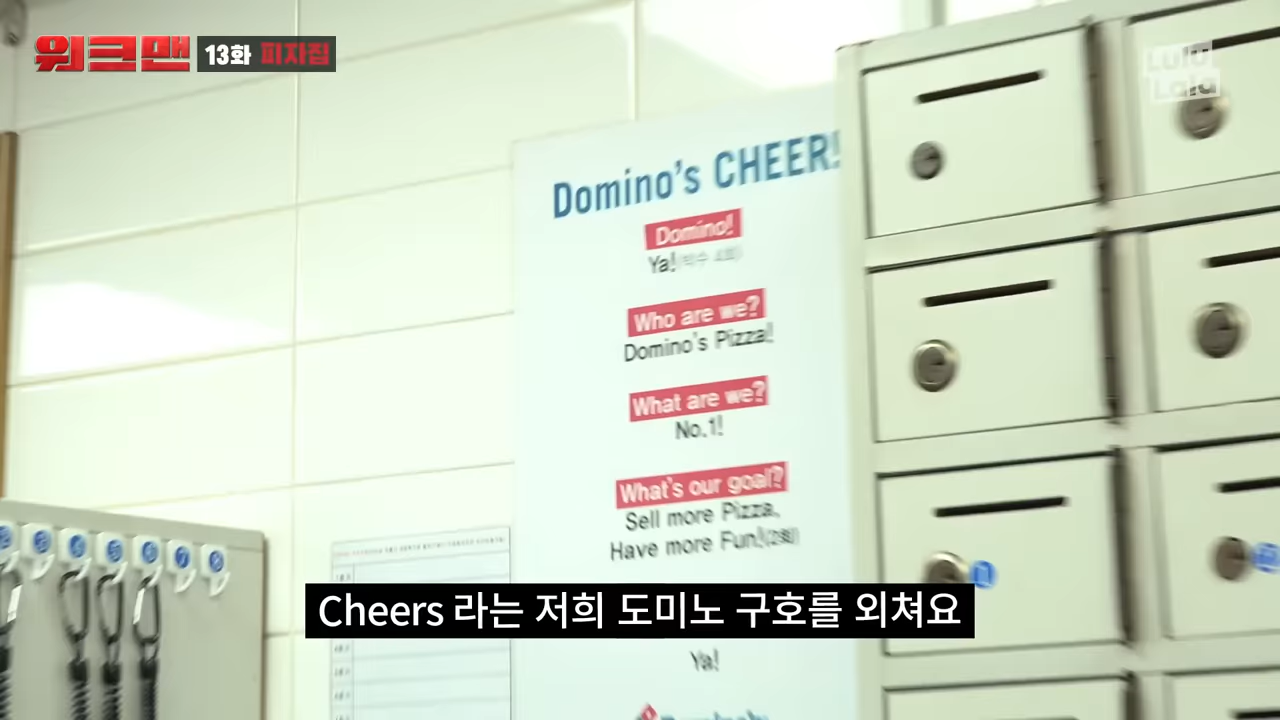 워크맨 13화 피자집
Lulu
Lala
Domino's CHEER!
Domino!
Ya!
Who are we?
Domino's Pizza!
What are we?
No.1!
What's our goal?
Sell more Pizza,
Have more Fun!(2회)
Cheers 라는 저희 도미노 구호를 외쳐요
Ya!